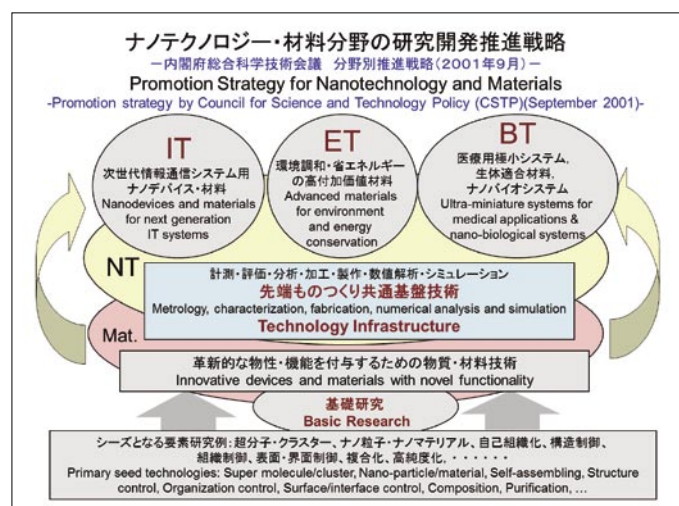 ナノテクノロジー・材料分野の研究開発推進戦略
－内閣府総合科学技術会議 分野別推進戦略(2001年9月)－
Promotion Strategy for Nanotechnology and Materials
-Promotion strategy by Council for Science and Technology Policy (CSTP)(September 2001)-
IT
次世代情報通信システム用
ナノデバイス・材料
Nanodevices and materials
for next generation
IT systems
ET
環境調和・省エネルギー
の高付加価値材料
Advanced materials
for environment
and energy
conservation
BT
医療用極小システム,
生体適合材料,
ナノバイオシステム
Ultra-miniature systems for
medical applications &
nano-biological systems
NT
計測・評価・分析・加工・製作・数値解析・シミュレーション
先端ものつくり共通基盤技術
Metrology, characterization, fabrication, numerical analysis and simulation
Technology Infrastructure
Mat.
革新的な物性・機能を付与するための物質・材料技術
Innovative devices and materials with novel functionality
基礎研究
Basic Research
シーズとなる要素研究例：超分子・クラスター、ナノ粒子・ナノマテリアル、自己組織化、構造制御、
組織制御、表面・界面制御、複合化、高純度化、・・・・・・
Primary seed technologies: Super molecule/cluster, Nano-particle/material, Self-assembling, Structure
control, Organization control, Surface/interface control, Composition, Purification, …